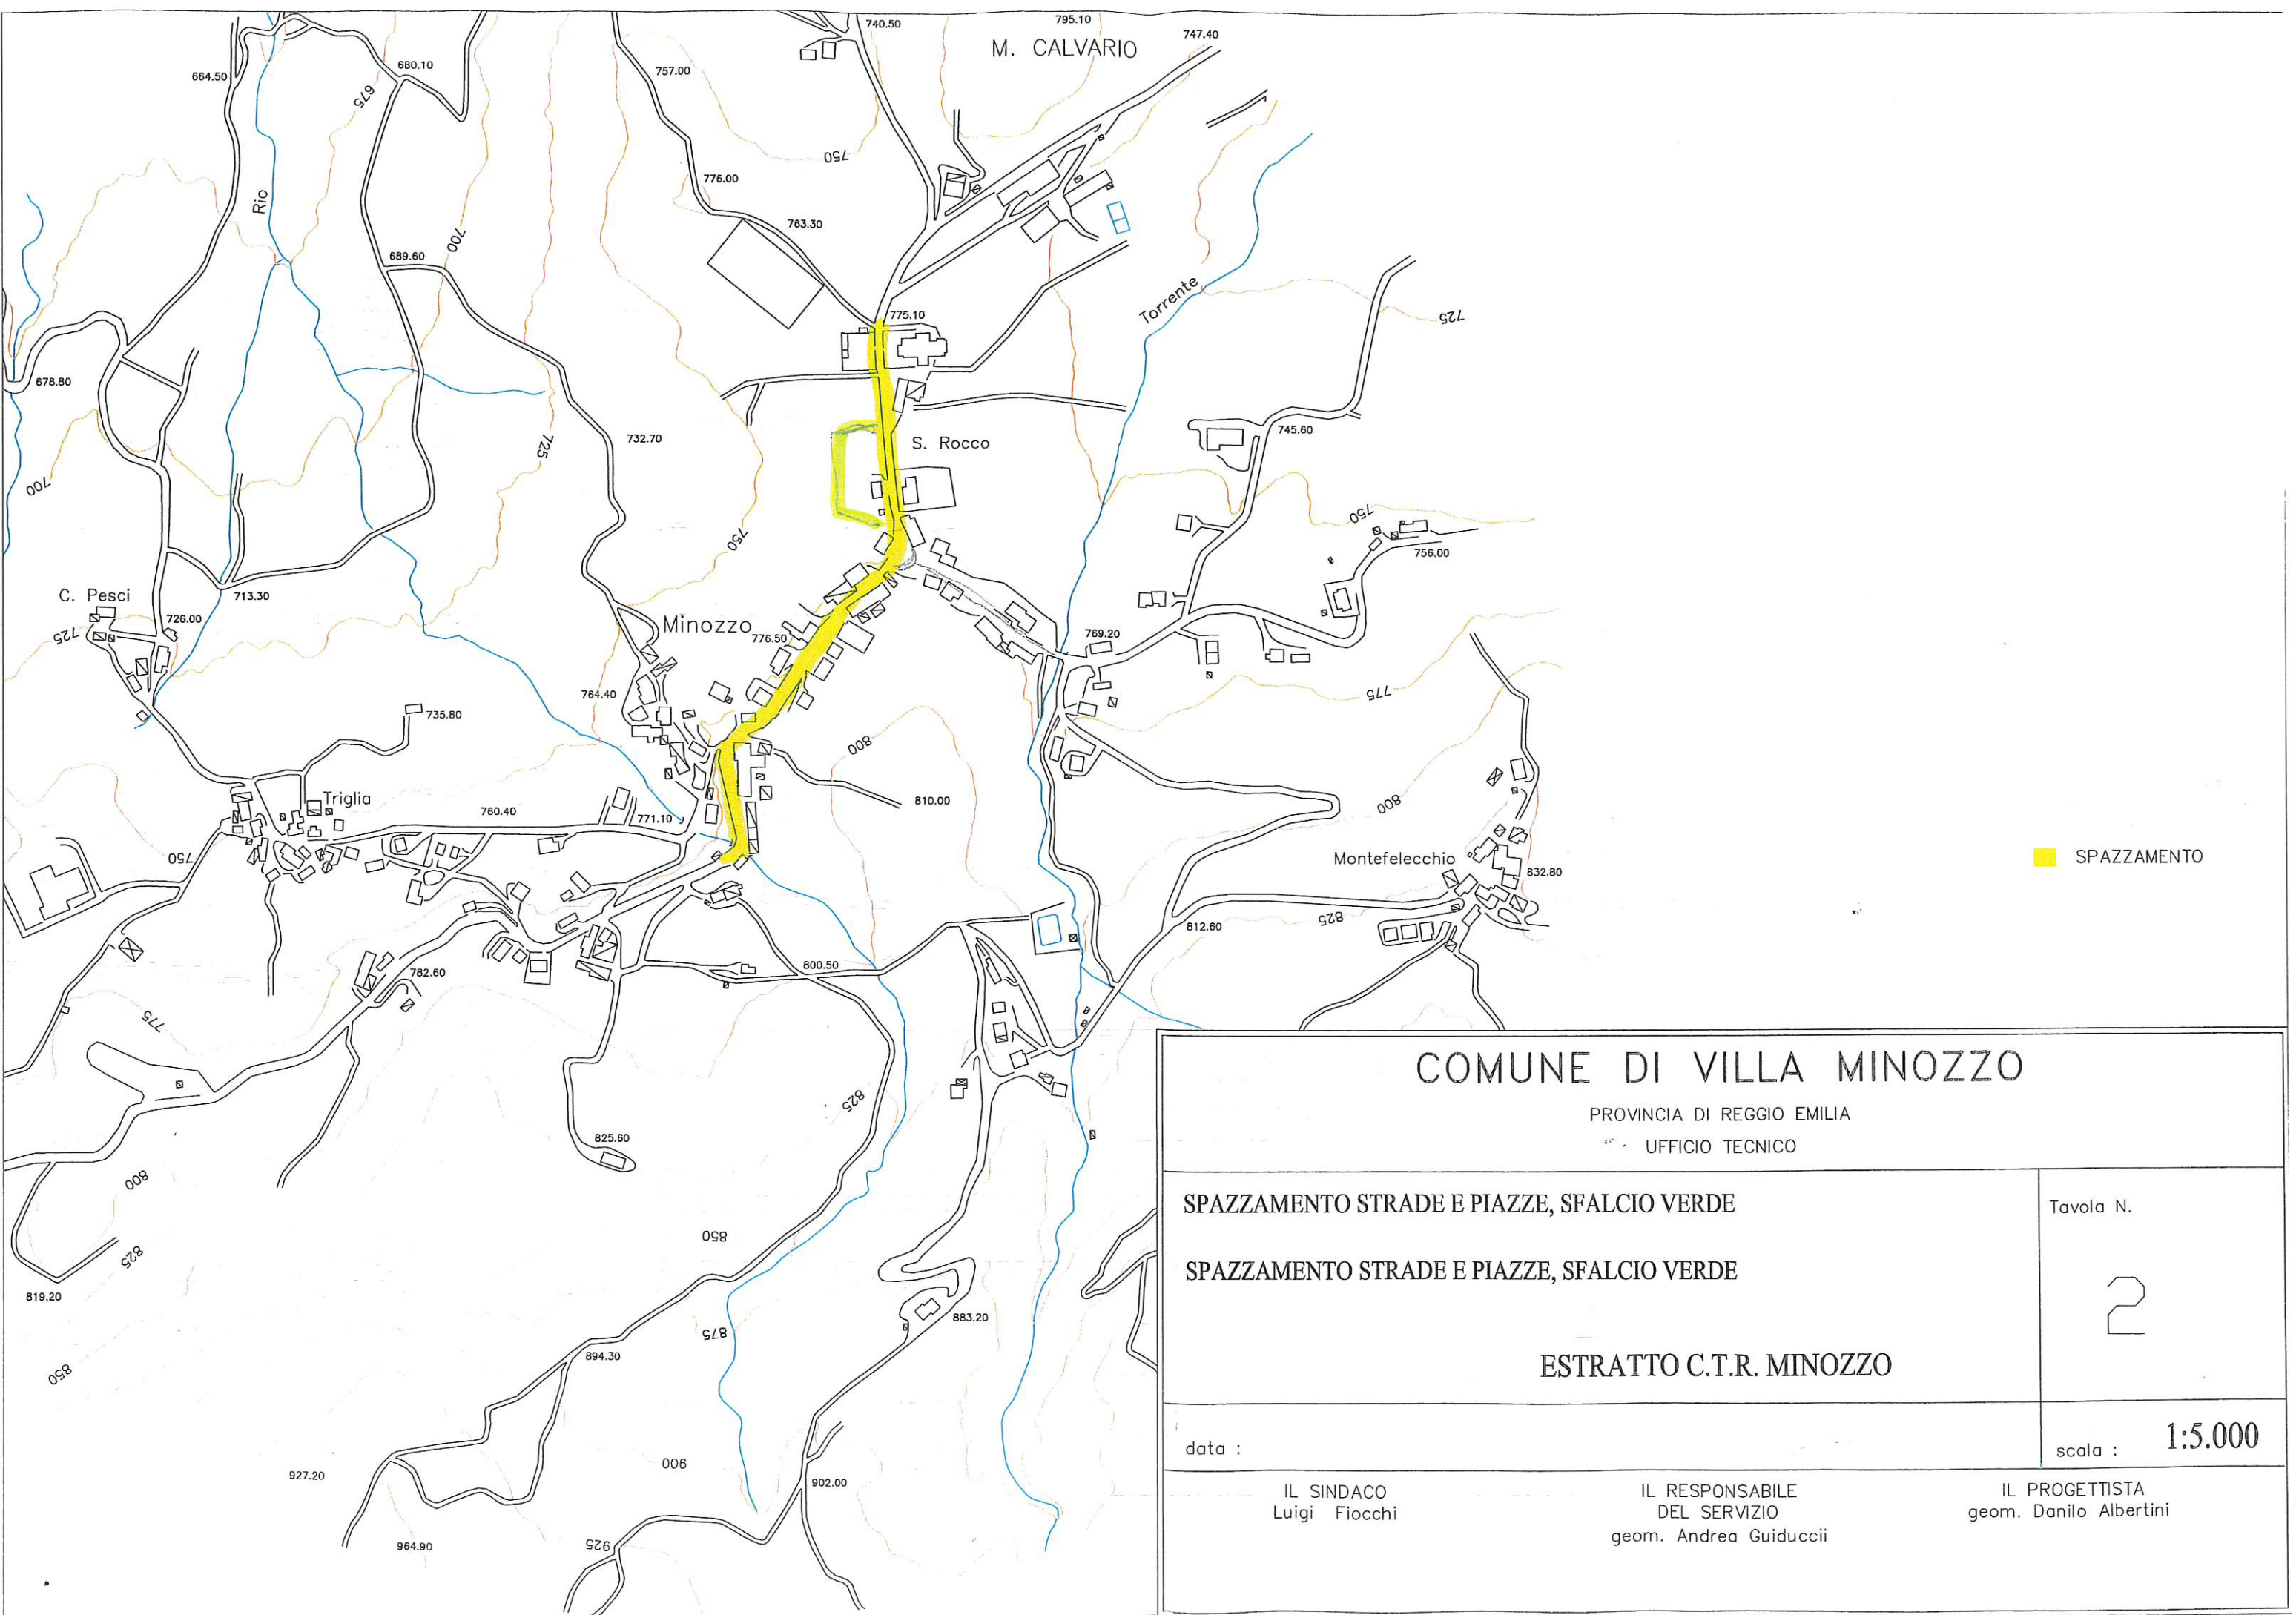 740.50
795.10
747.40
M. CALVARIO
664.50
680.10
757.00
675
750
776.00
Rio
763.30
700
689.60
Torrente
775.10
725
678.80
732.70
725
S. Rocco
745.60
700
750
750
756.00
C. Pesci
713.30
726.00
725
Minozzo
776.50
769.20
764.40
775
735.80
800
Triglia
760.40
771.10
810.00
800
750
Montefelecchio
832.80
SPAZZAMENTO
825
812.60
782.60
800.50
775
825
825.60
800
850
825
819.20
875
883.20
894.30
850
900
927.20
902.00
925
964.90
COMUNE DI VILLA MINOZZO
PROVINCIA DI REGGIO EMILIA
UFFICIO TECNICO
SPAZZAMENTO STRADE E PIAZZE, SFALCIO VERDE
Tavola N.
SPAZZAMENTO STRADE E PIAZZE, SFALCIO VERDE
2
ESTRATTO C.T.R. MINOZZO
data :
scala : 1:5.000
IL SINDACO
Luigi Fiocchi
IL RESPONSABILE
DEL SERVIZIO
geom. Andrea Guiduccii
IL PROGETTISTA
geom. Danilo Albertini